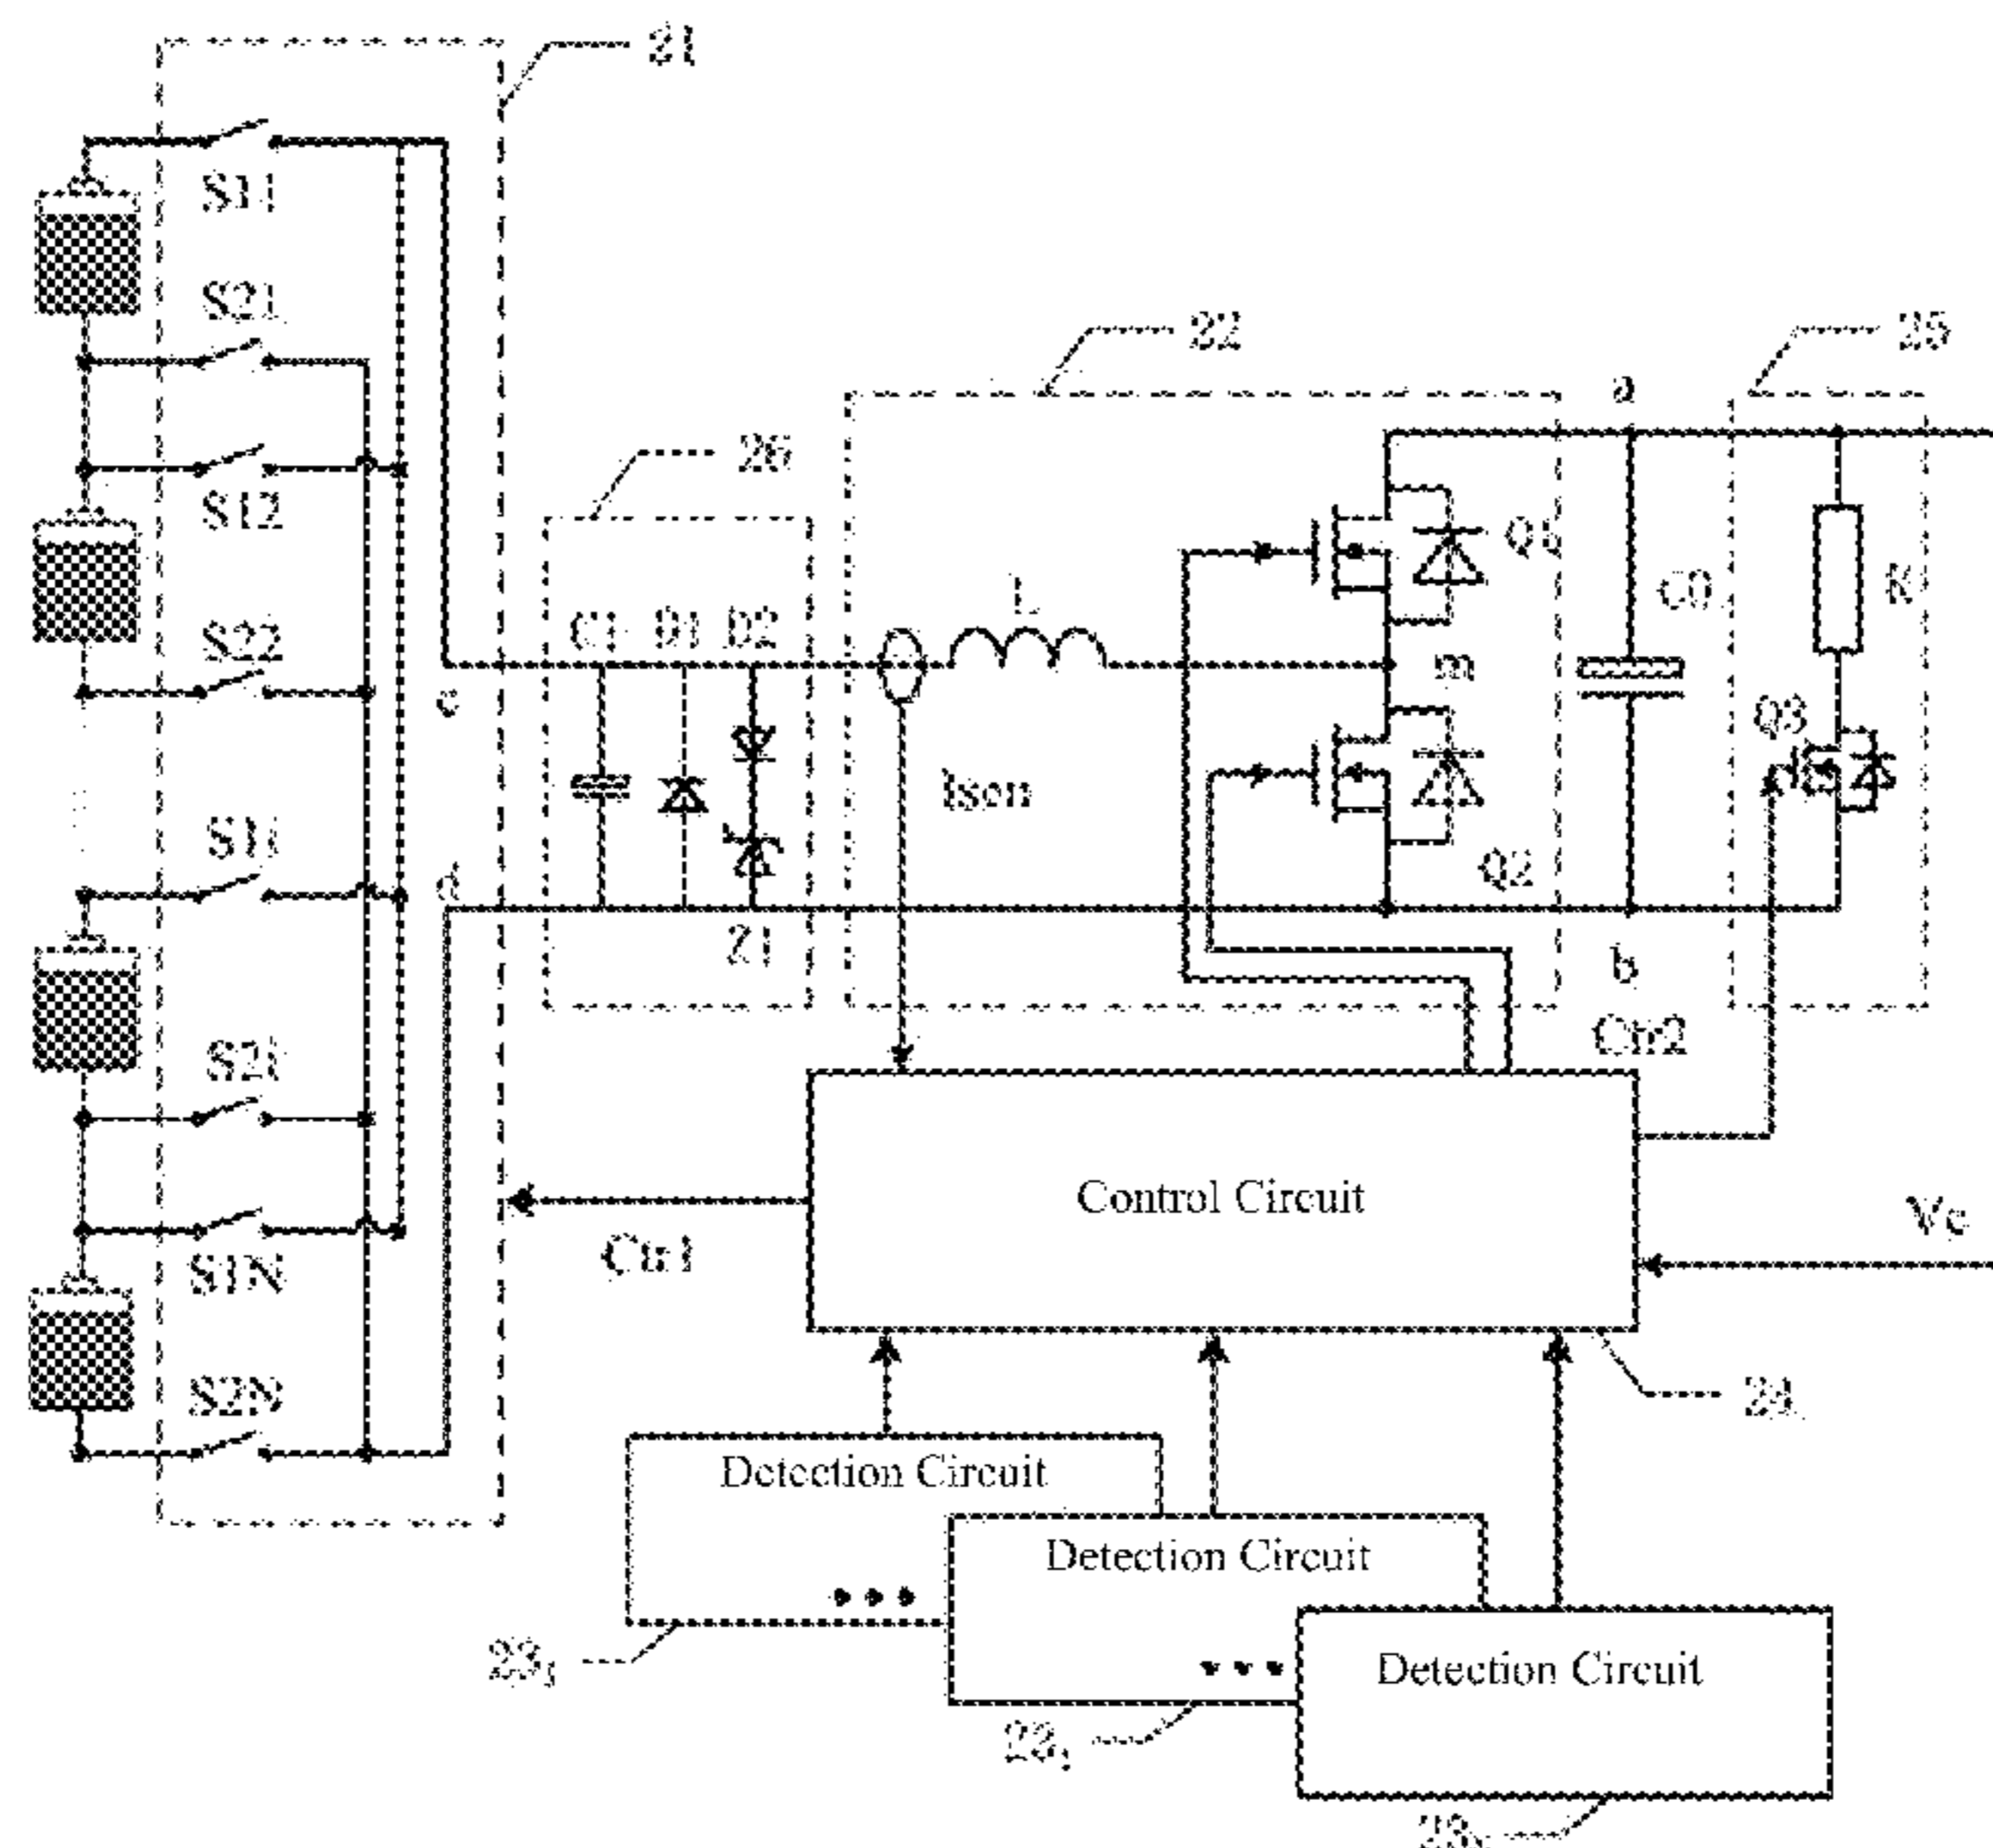 21
S11
S21
22
25
a
26
S12
Q1
C0
R
L
C1 D1 D2
S22
m
c
Q3
Isen
S1i
d
Q2
Z1
b
S2i
Ctr2
Control Circuit
Vc
Ctr1
S1N
S2N
24
Detection Circuit
Detection Circuit
Detection Circuit